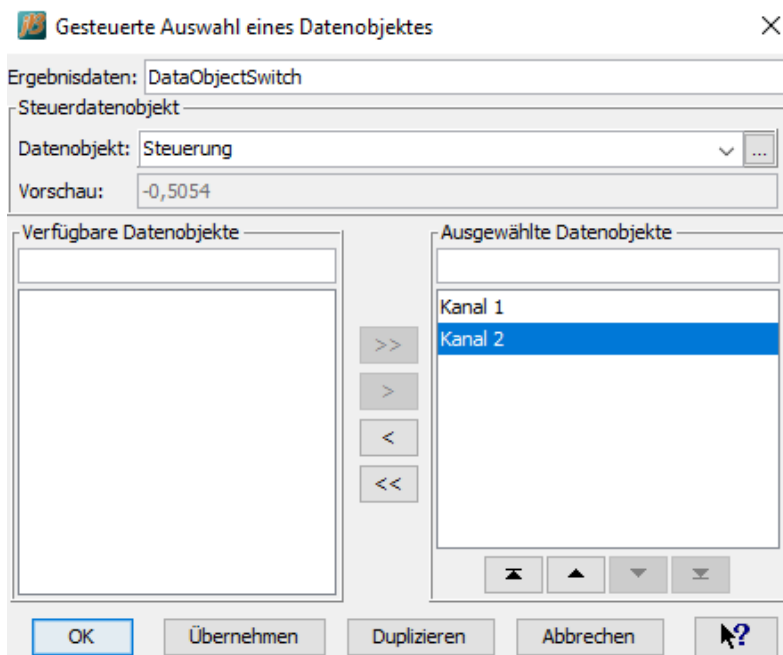 Gesteuerte Auswahl eines Datenobjektes
Ergebnisdaten: DataObjectSwitch
Steuerdatenobjekt
Datenobjekt: Steuerung ...
Vorschau: -0,5054
Verfügbare Datenobjekte
Ausgewählte Datenobjekte
Kanal 1
Kanal 2
>>
>
<
<<
OK Übernehmen Duplizieren Abbrechen ?